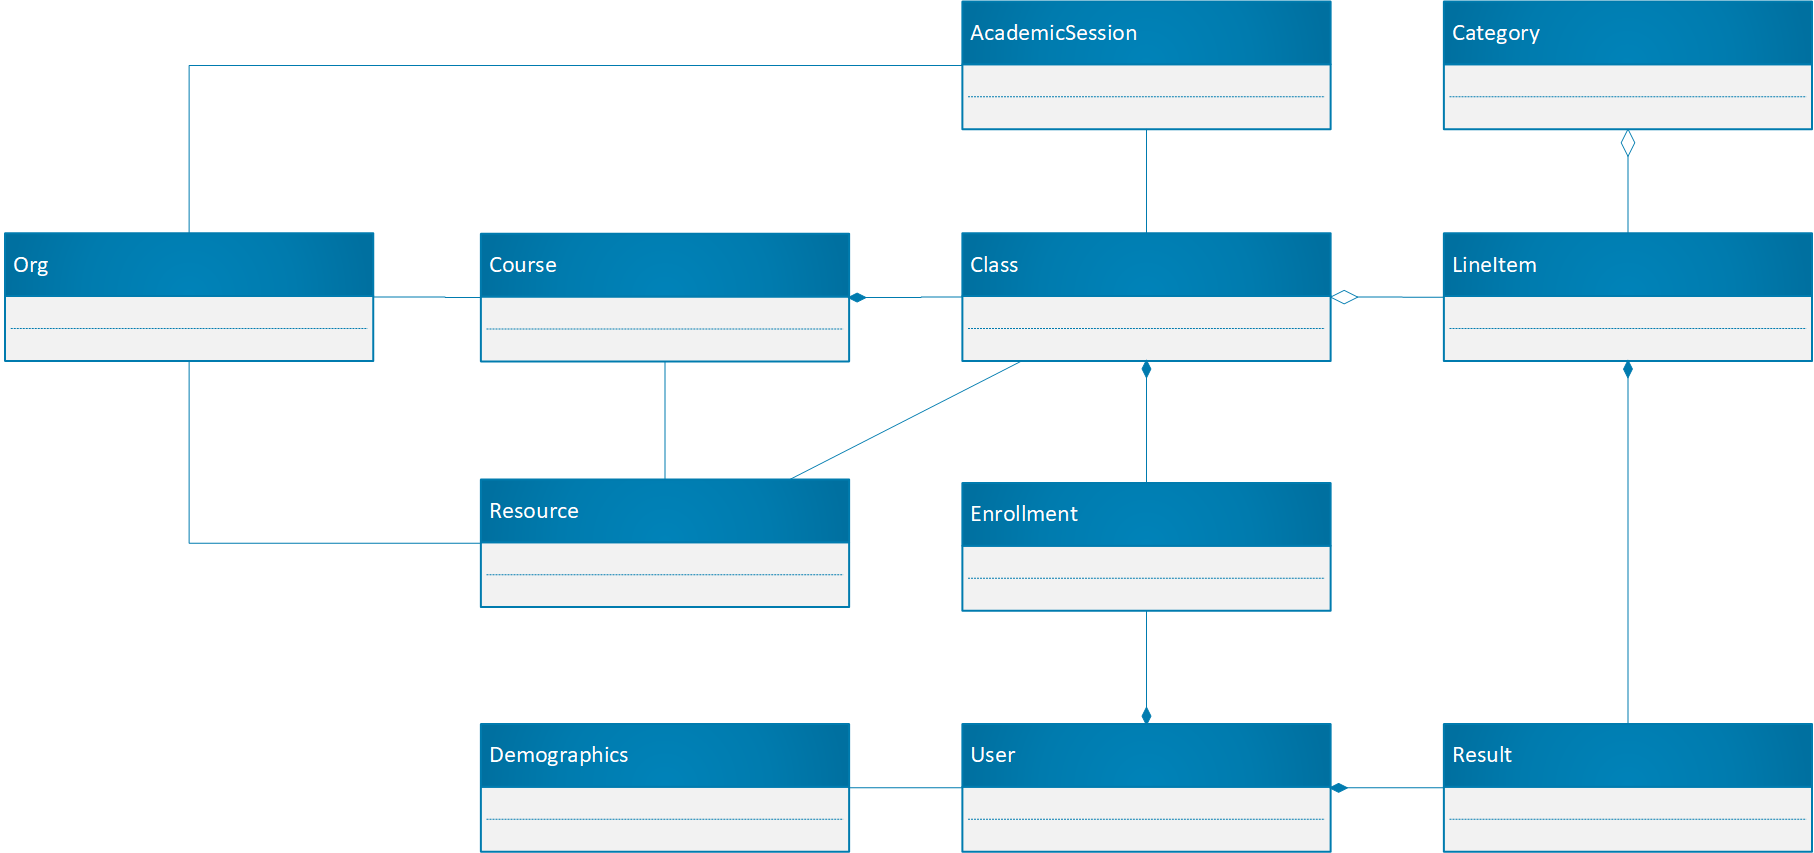 AcademicSession
Category
Org
Course
Class
LineItem
Resource
Enrollment
Demographics
User
Result